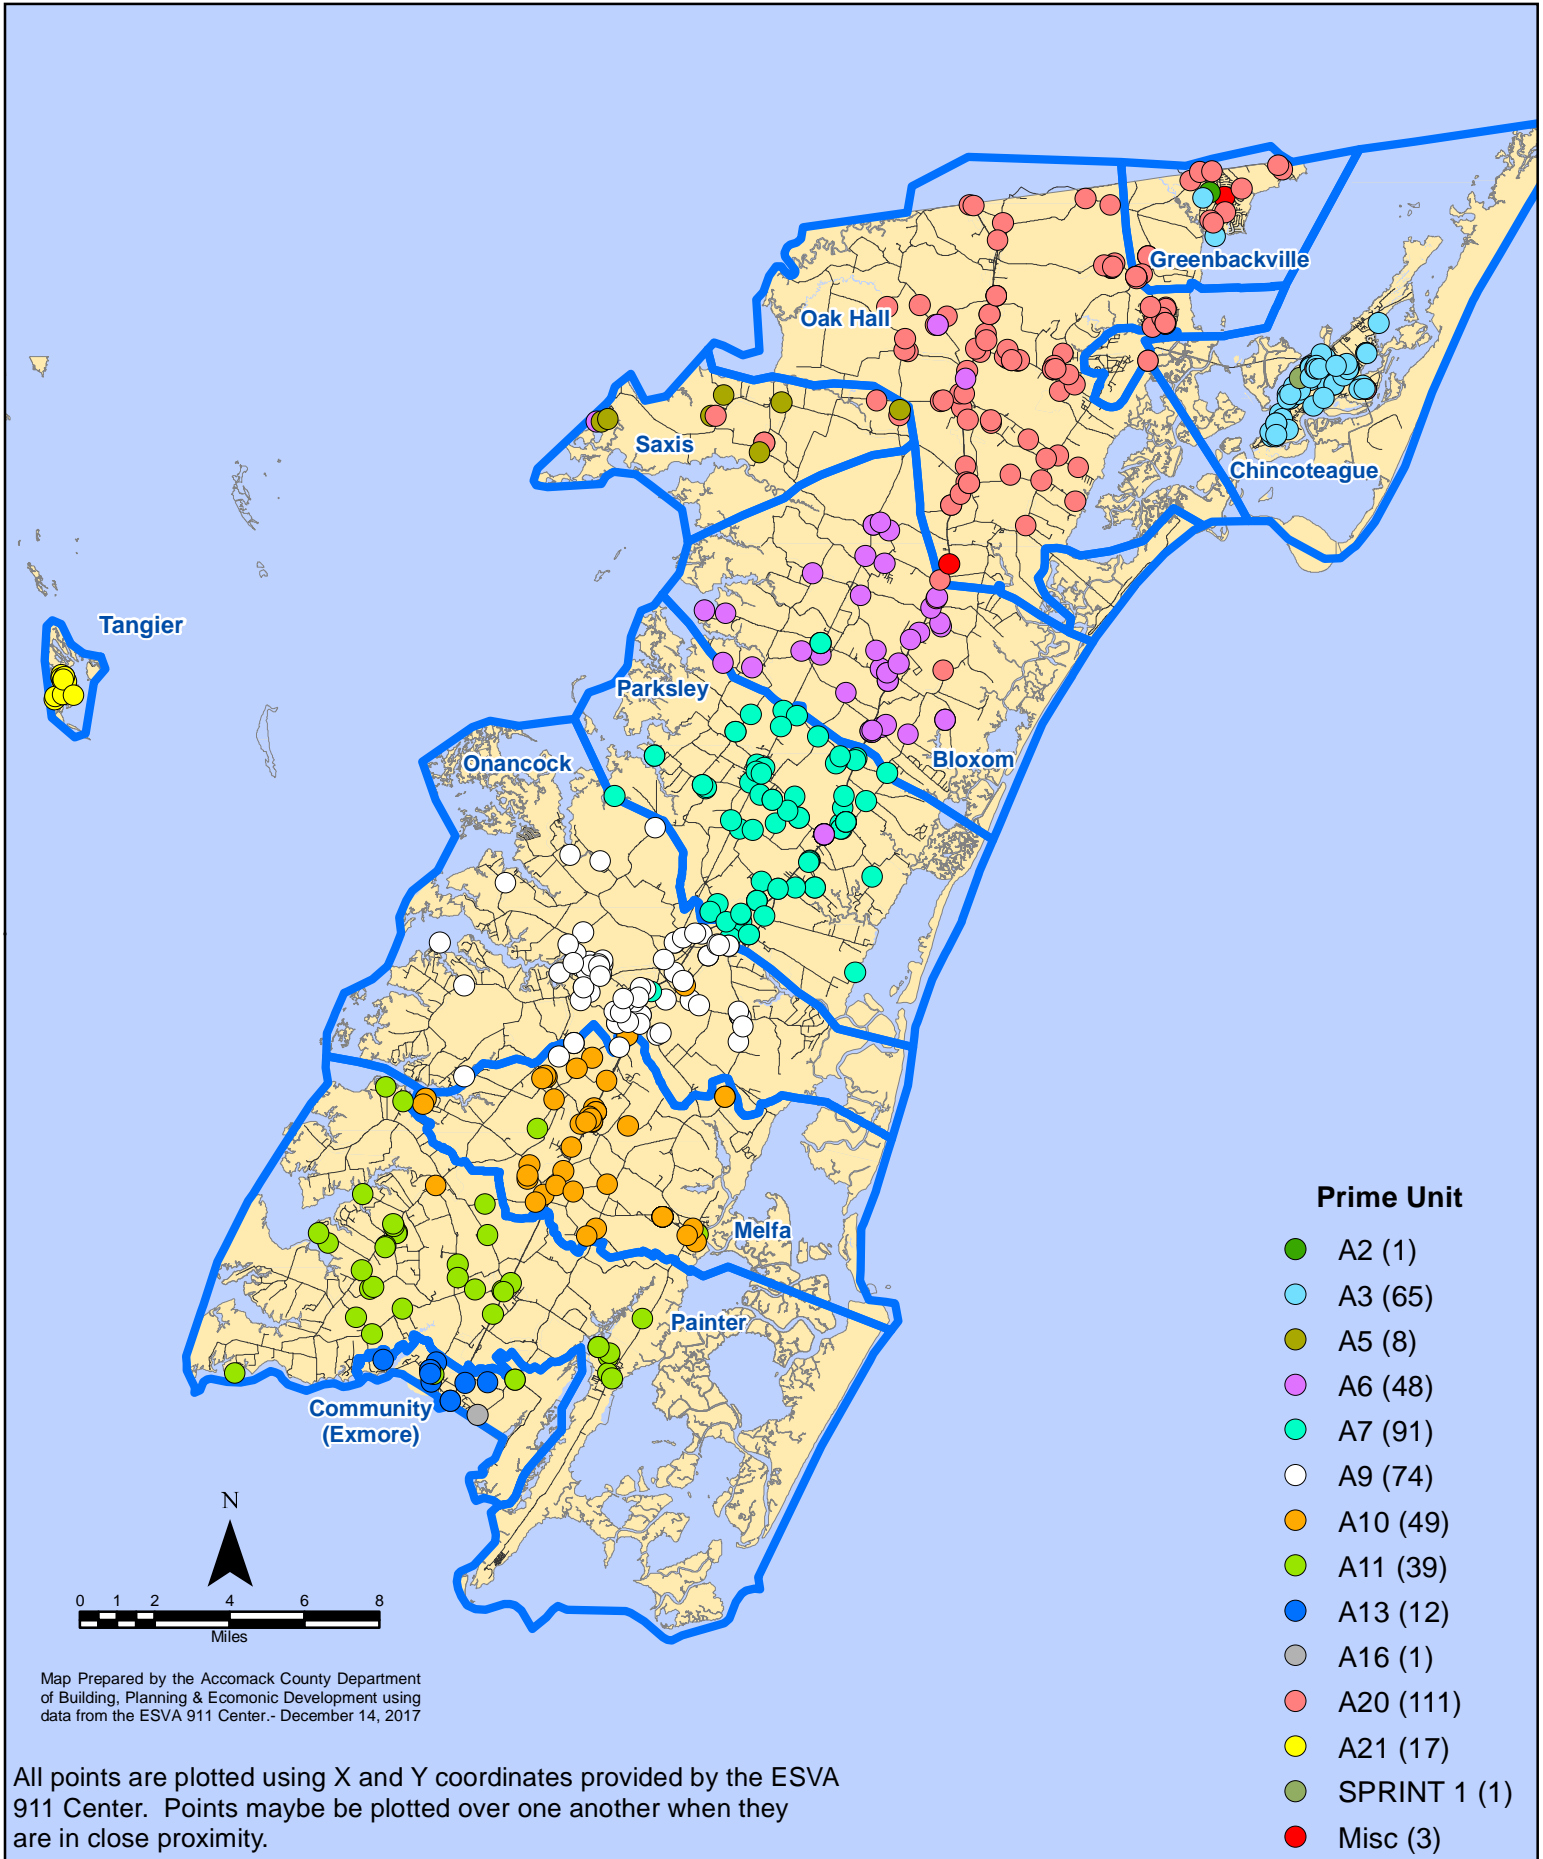 Greenbackville
Oak Hall
Saxis
Chincoteague
Tangier
Parksley
Onancock
Bloxom
Melfa
Painter
Community
(Exmore)
Prime Unit
A2 (1)
A3 (65)
A5 (8)
A6 (48)
A7 (91)
A9 (74)
A10 (49)
A11 (39)
A13 (12)
A16 (1)
A20 (111)
A21 (17)
SPRINT 1 (1)
Misc (3)
N
0 1 2 4 6 8
Miles
Map Prepared by the Accomack County Department
of Building, Planning & Ecomonic Development using
data from the ESVA 911 Center.- December 14, 2017
All points are plotted using X and Y coordinates provided by the ESVA
911 Center.  Points maybe be plotted over one another when they
are in close proximity.